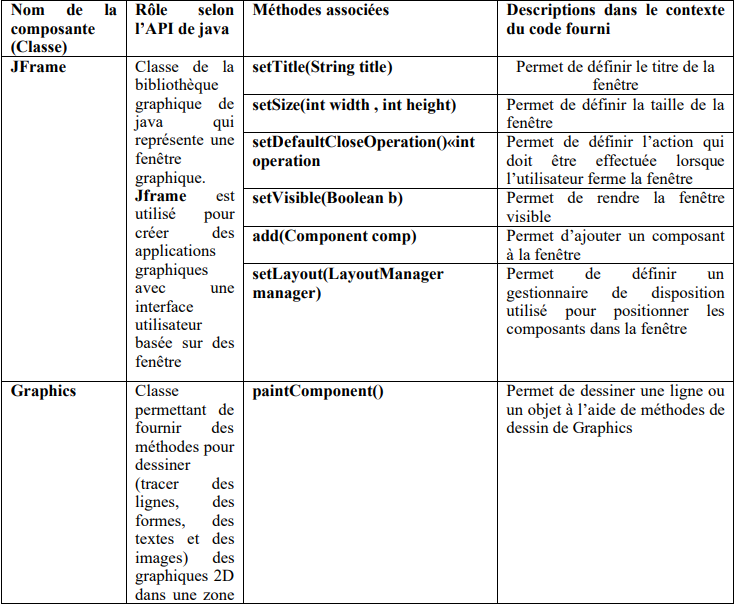 Nom de la
composante
(Classe)
Rôle selon
l'API de java
Méthodes associées
Descriptions dans le contexte
du code fourni
JFrame
Classe de la
bibliothèque
graphique de
java qui
représente une
fenêtre
graphique.
Jframe est
utilisé pour
créer des
applications
graphiques
avec une
interface
utilisateur
basée sur des
fenêtre
setTitle(String title)
Permet de définir le titre de la
fenêtre
setSize(int width , int height)
Permet de définir la taille de la
fenêtre
setDefaultCloseOperation()«int
operation
Permet de définir l'action qui
doit être effectuée lorsque
l'utilisateur ferme la fenêtre
setVisible(Boolean b)
Permet de rendre la fenêtre
visible
add(Component comp)
Permet d'ajouter un composant
à la fenêtre
setLayout(LayoutManager
manager)
Permet de définir un
gestionnaire de disposition
utilisé pour positionner les
composants dans la fenêtre
Graphics
Classe
permettant de
fournir des
méthodes pour
dessiner
(tracer des
lignes, des
formes, des
textes et des
images) des
graphiques 2D
dans une zone
paintComponent()
Permet de dessiner une ligne ou
un objet à l'aide de méthodes de
dessin de Graphics